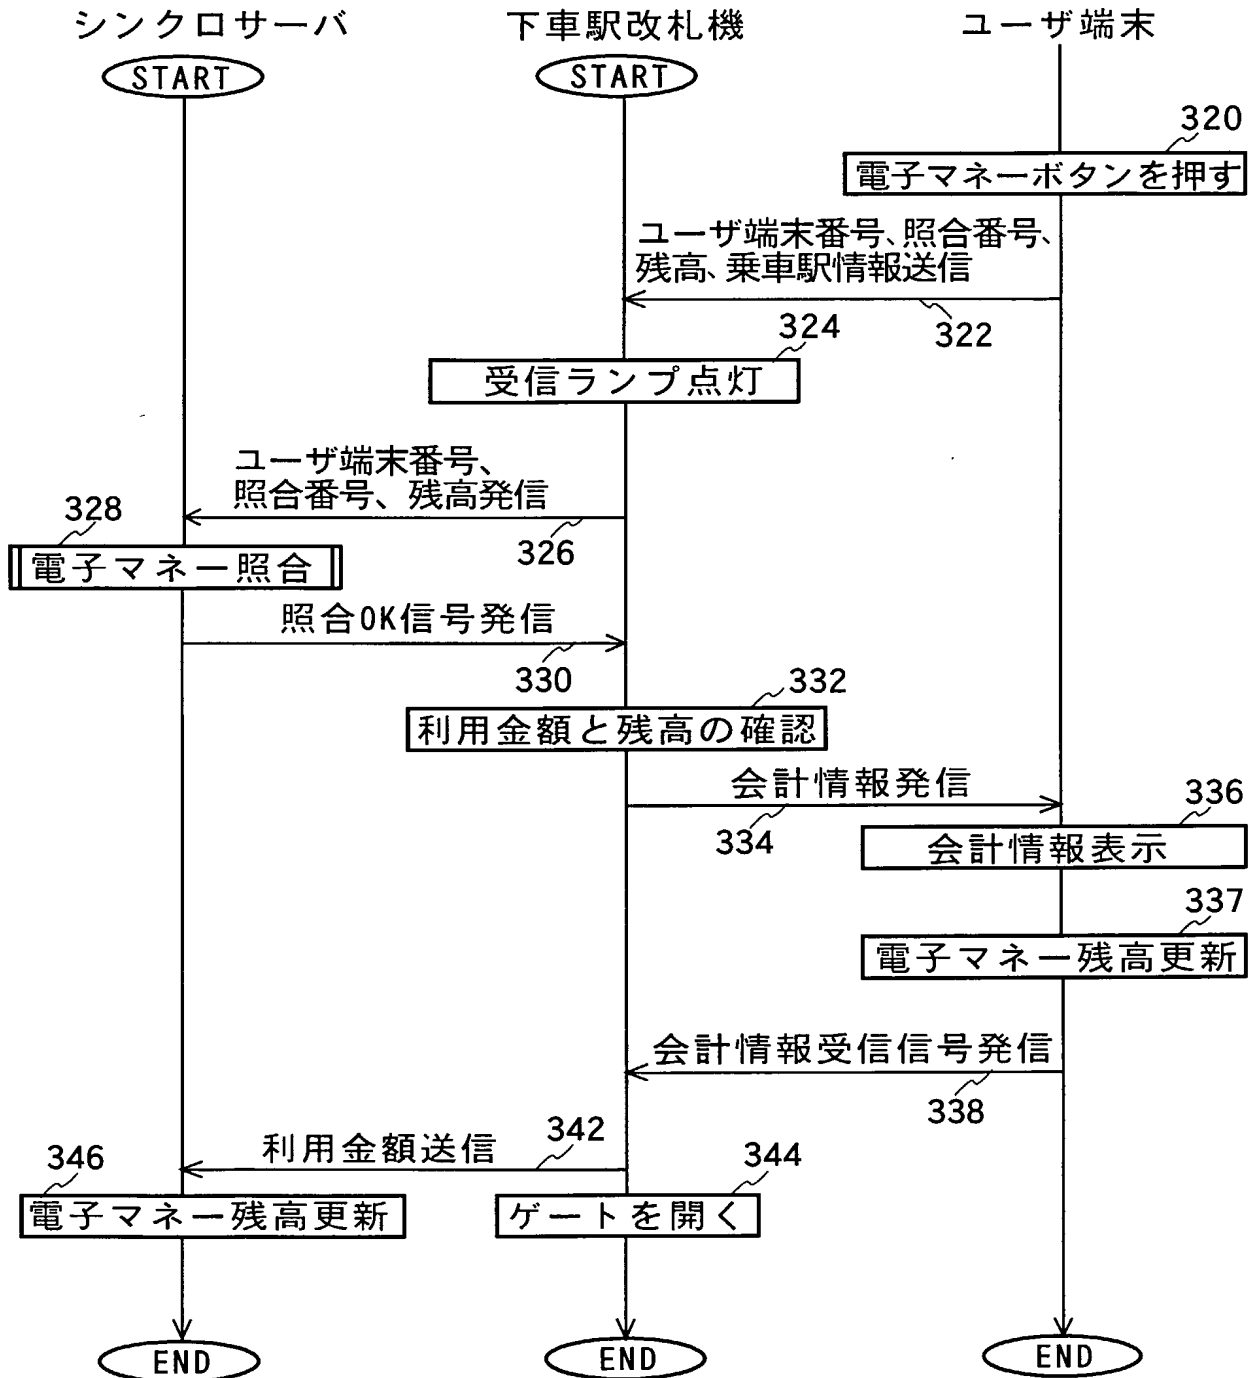 シンクロサーバ
下車駅改札機
ユーザ端末
START
START
320
電子マネーボタンを押す
ユーザ端末番号、照合番号、
残高、乗車駅情報送信
322
324
受信ランプ点灯
ユーザ端末番号、
照合番号、残高発信
326
328
電子マネー照合
照合OK信号発信
330
332
利用金額と残高の確認
会計情報発信
334
336
会計情報表示
337
電子マネー残高更新
会計情報受信信号発信
338
利用金額送信
342
346
電子マネー残高更新
344
ゲートを開く
END
END
END